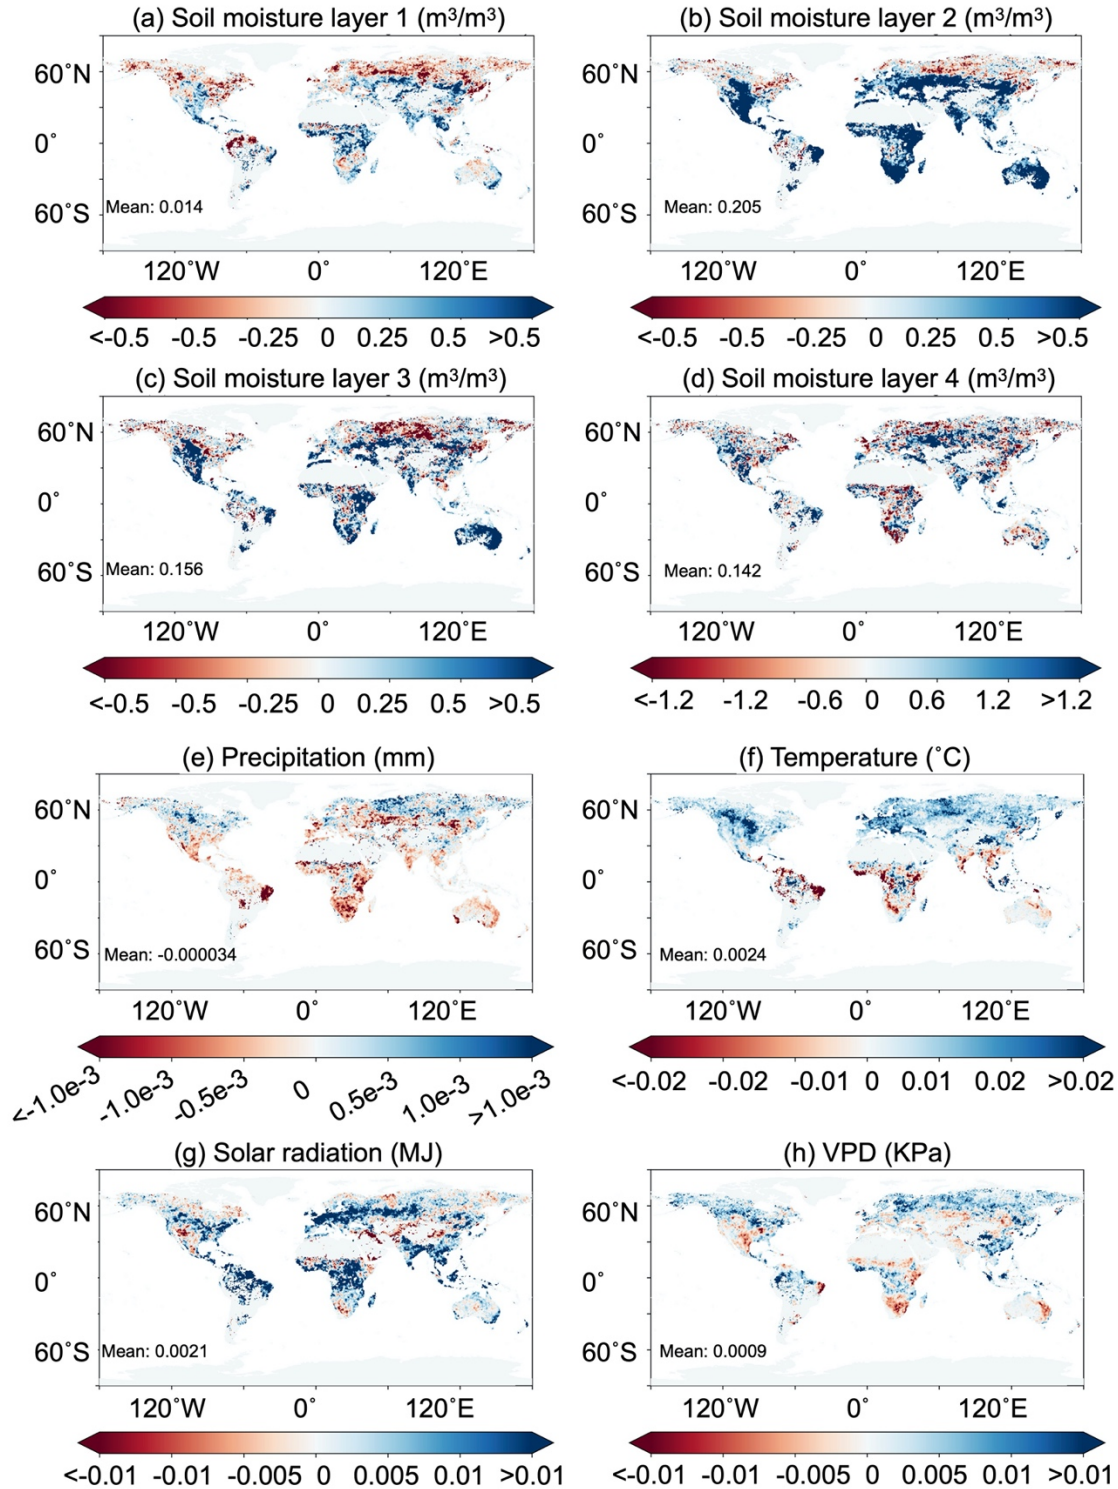 (a) Soil moisture layer 1 (m³/m³)
(b) Soil moisture layer 2 (m³/m³)
60˚N
0˚
60˚S
Mean: 0.014
120˚W 0˚ 120˚E
<-0.5 -0.5 -0.25 0 0.25 0.5 >0.5
60˚N
0˚
60˚S
Mean: 0.205
120˚W 0˚ 120˚E
<-0.5 -0.5 -0.25 0 0.25 0.5 >0.5
(c) Soil moisture layer 3 (m³/m³)
(d) Soil moisture layer 4 (m³/m³)
60˚N
0˚
60˚S
Mean: 0.156
120˚W 0˚ 120˚E
<-0.5 -0.5 -0.25 0 0.25 0.5 >0.5
60˚N
0˚
60˚S
Mean: 0.142
120˚W 0˚ 120˚E
<-1.2 -1.2 -0.6 0 0.6 1.2 >1.2
(e) Precipitation (mm)
(f) Temperature (˚C)
60˚N
0˚
60˚S
Mean: -0.000034
120˚W 0˚ 120˚E
<-1.0e-3 -1.0e-3 -0.5e-3 0 0.5e-3 1.0e-3 >1.0e-3
60˚N
0˚
60˚S
Mean: 0.0024
120˚W 0˚ 120˚E
<-0.02 -0.02 -0.01 0 0.01 0.02 >0.02
(g) Solar radiation (MJ)
(h) VPD (KPa)
60˚N
0˚
60˚S
Mean: 0.0021
120˚W 0˚ 120˚E
<-0.01 -0.01 -0.005 0 0.005 0.01 >0.01
60˚N
0˚
60˚S
Mean: 0.0009
120˚W 0˚ 120˚E
<-0.01 -0.01 -0.005 0 0.005 0.01 >0.01